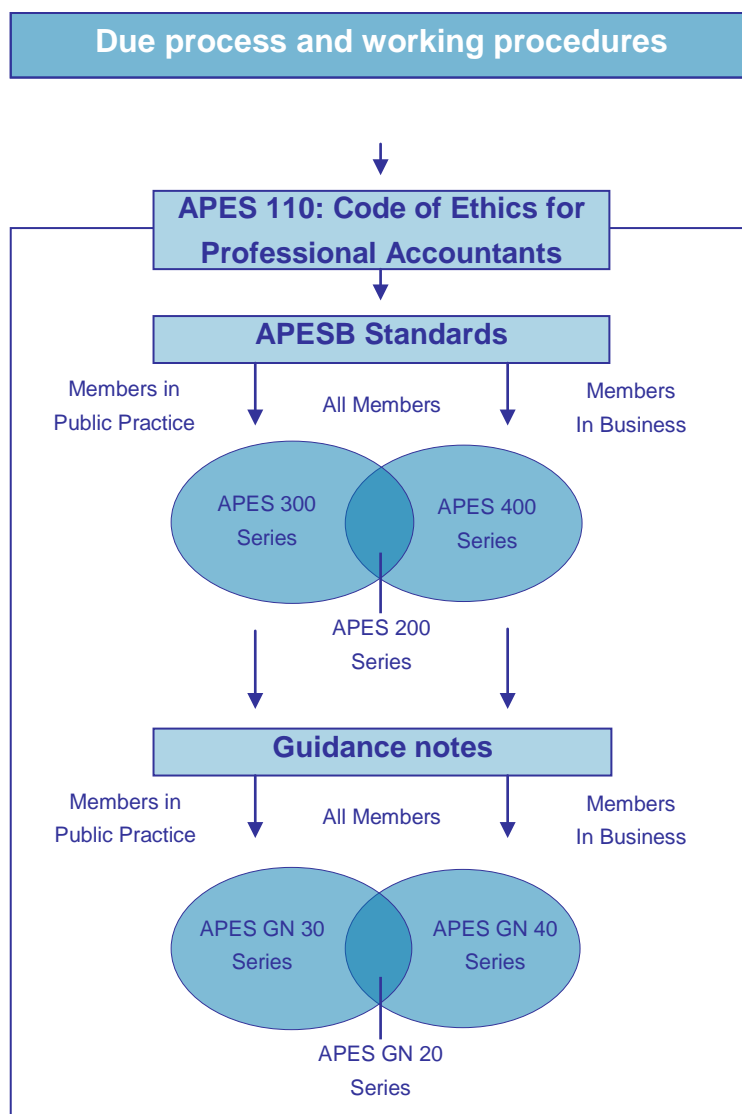 Due process and working procedures
APES 110: Code of Ethics for
Professional Accountants
APESB Standards
Members in
Public Practice
All Members
Members
In Business
APES 300
Series
APES 400
Series
APES 200
Series
Guidance notes
Members in
Public Practice
All Members
Members
In Business
APES GN 30
Series
APES GN 40
Series
APES GN 20
Series